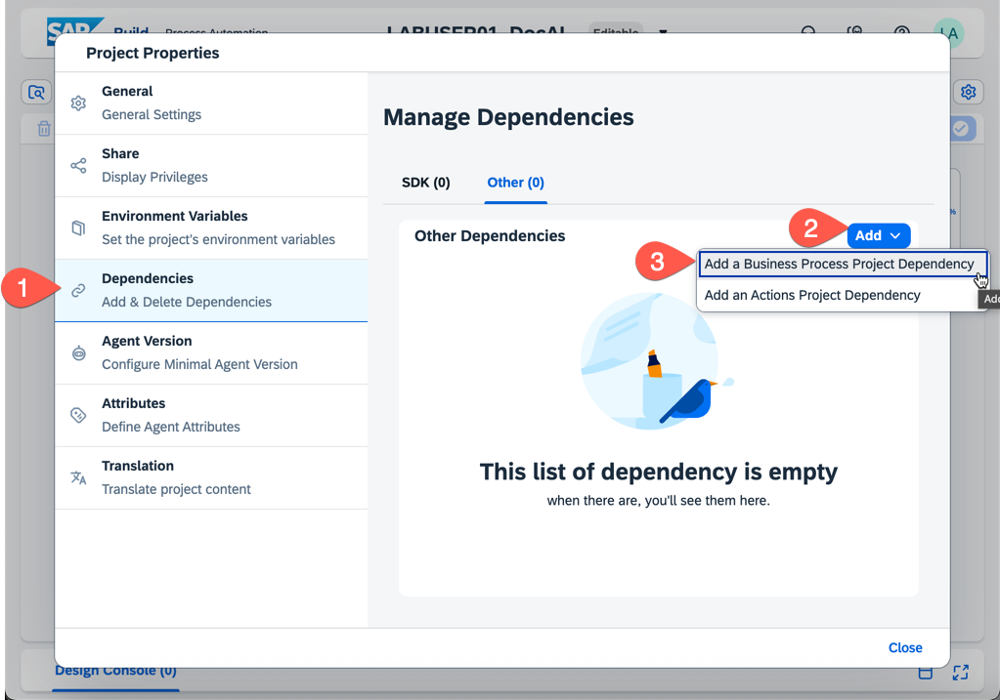 SAP Build Process Automation
LABUSER01_DocAI Editable
LA
Project Properties
General
General Settings
Share
Display Privileges
Environment Variables
Set the project's environment variables
1
Dependencies
Add & Delete Dependencies
Agent Version
Configure Minimal Agent Version
Attributes
Define Agent Attributes
Translation
Translate project content
Manage Dependencies
SDK (0) Other (0)
Other Dependencies
2
Add
3
Add a Business Process Project Dependency
Add an Actions Project Dependency
This list of dependency is empty
when there are, you'll see them here.
Close
Design Console (0)
%